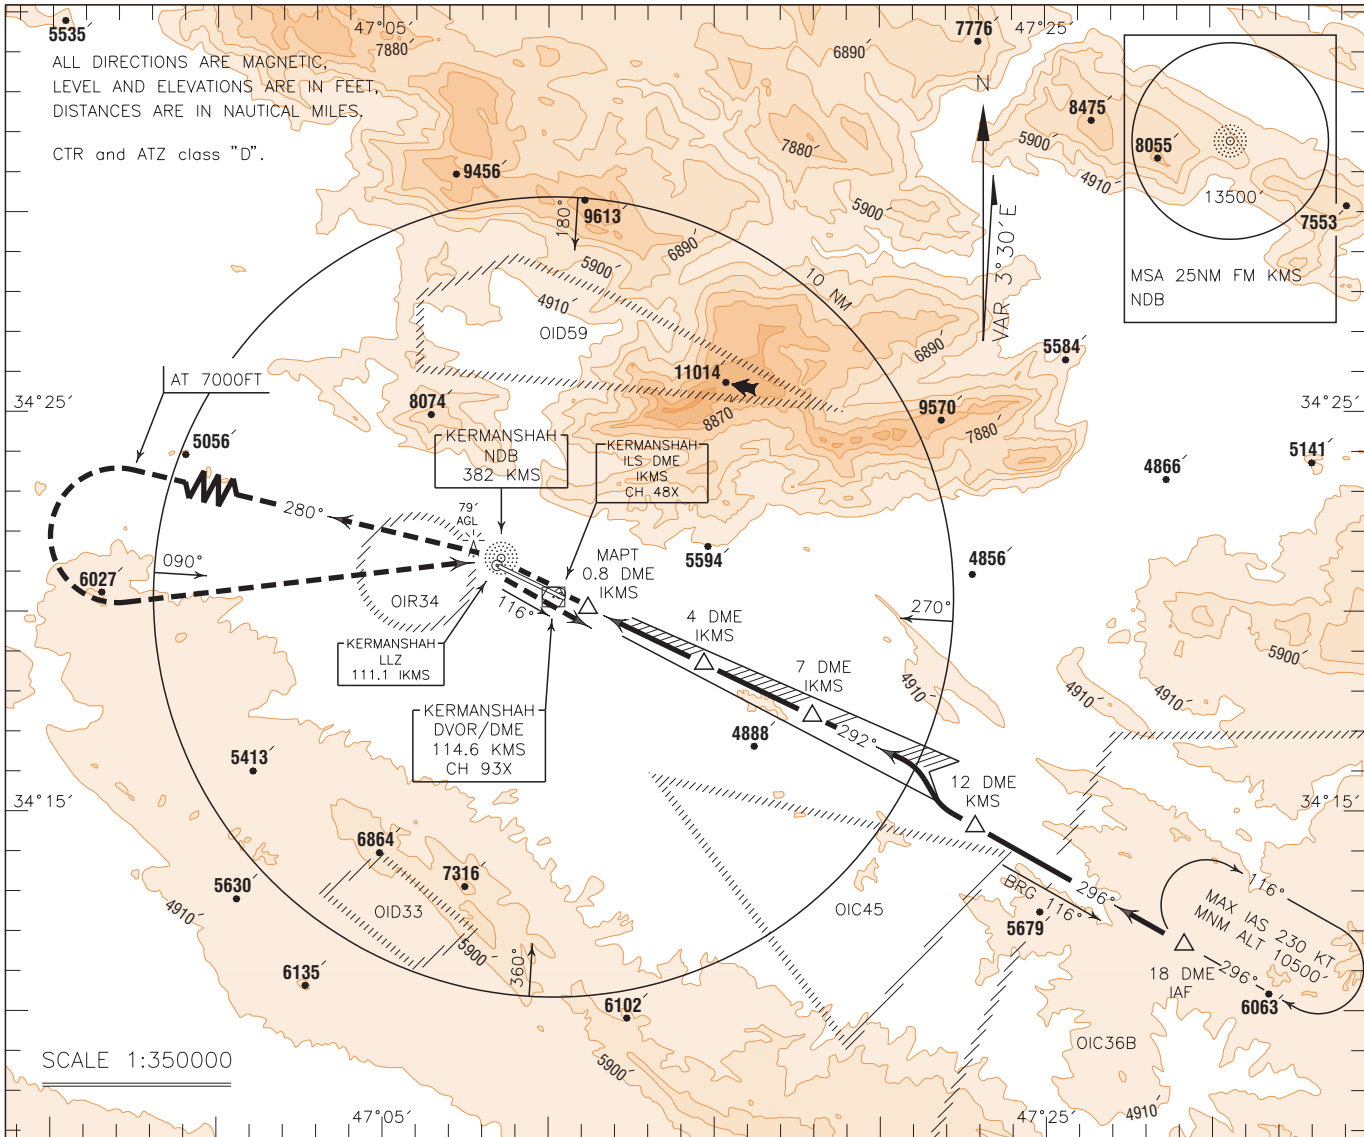 5535′
47°05′
7880′
6890′
7776′
47°25′
ALL DIRECTIONS ARE MAGNETIC,
LEVEL AND ELEVATIONS ARE IN FEET,
DISTANCES ARE IN NAUTICAL MILES.
CTR and ATZ class "D".
N
8475′
5900′
8055′
4910′
13500′
7553′
MSA 25NM FM KMS
NDB
9456′
7880′
9613′
180°
5900′
6890′
5900′
VAR 3°30′E
10 NM
4910′
OID59
6890′
5584′
11014′
AT 7000FT
34°25′
8074′
8870′
9570′
7880′
34°25′
5056′
KERMANSHAH
NDB
382 KMS
KERMANSHAH
ILS DME
IKMS
CH 48X
5141′
4866′
280°
79′
AGL
5594′
4856′
090°
MAPT
0.8 DME
IKMS
6027′
OIR34
116°
270°
4 DME
IKMS
KERMANSHAH
LLZ
111.1 IKMS
7 DME
IKMS
5900′
4910′
4910′
4910′
KERMANSHAH
DVOR/DME
114.6 KMS
CH 93X
4888′
292°
5413′
12 DME
KMS
34°15′
34°15′
6864′
7316′
5630′
4910′
OID33
5900′
OIC45
BRG 116°
296°
5679′
116°
MAX IAS 230 KT
MNM ALT 10500′
296°
18 DME
IAF
6063′
6135′
360°
6102′
OIC36B
SCALE 1:350000
5900′
47°05′
47°25′
4910′